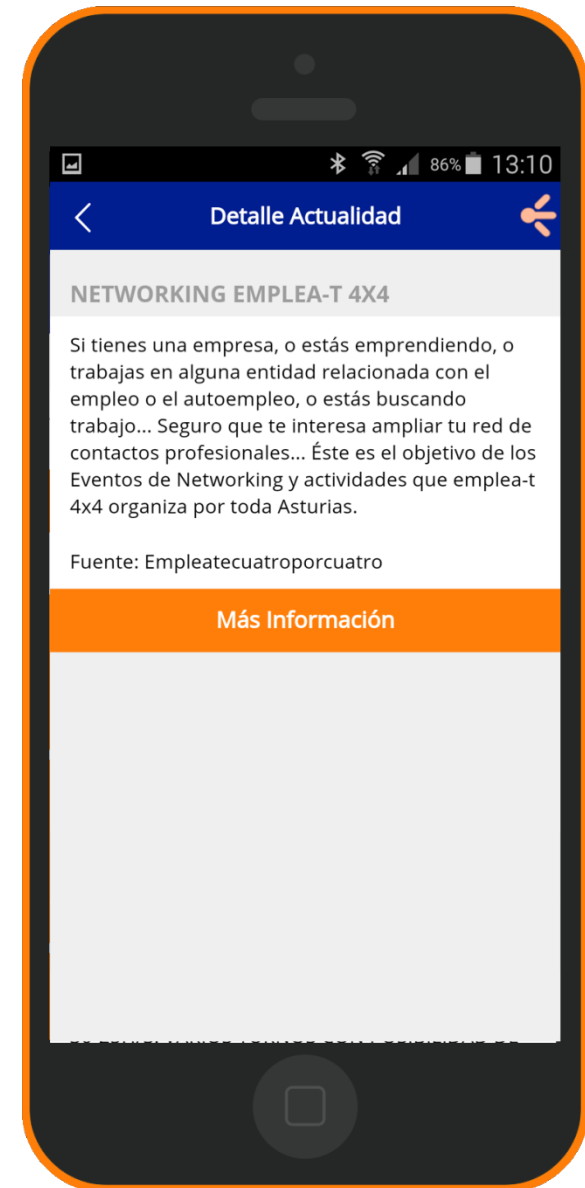 86% 13:10
Detalle Actualidad
NETWORKING EMPLEA-T 4X4
Si tienes una empresa, o estás emprendiendo, o
trabajas en alguna entidad relacionada con el
empleo o el autoempleo, o estás buscando
trabajo... Seguro que te interesa ampliar tu red de
contactos profesionales... Éste es el objetivo de los
Eventos de Networking y actividades que emplea-t
4x4 organiza por toda Asturias.
Fuente: Empleatecuatroporcuatro
Más Información